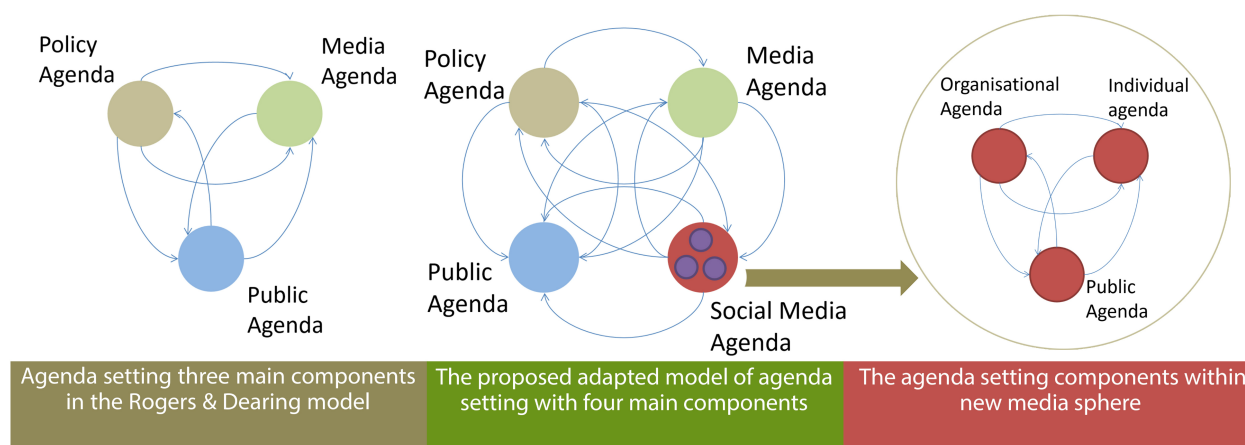 Policy
Agenda
Media
Agenda
Public
Agenda
Policy
Agenda
Media
Agenda
Public
Agenda
Social Media
Agenda
Organisational
Agenda
Individual
agenda
Public
Agenda
Agenda setting three main components
in the Rogers & Dearing model
The proposed adapted model of agenda
setting with four main components
The agenda setting components within
new media sphere